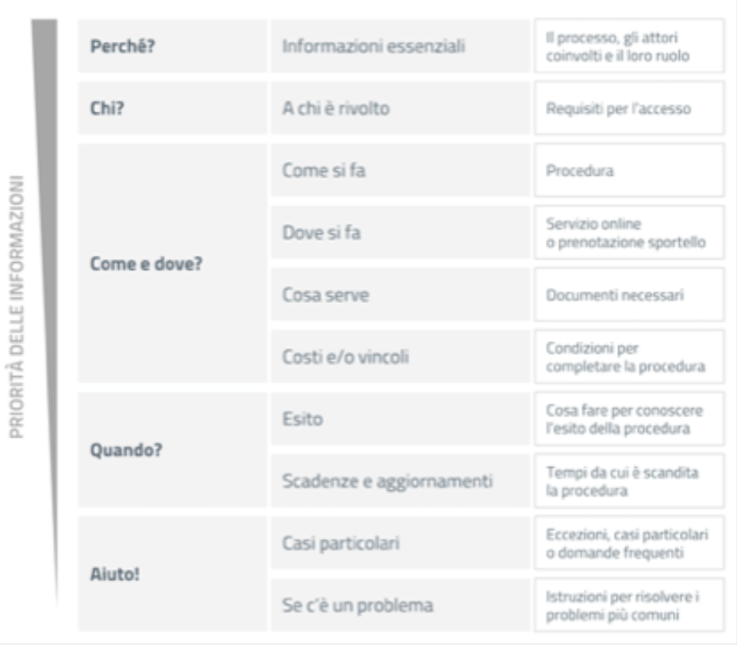 PRIORITÀ DELLE INFORMAZIONI
Perché?
Informazioni essenziali
Il processo, gli attori
coinvolti e il loro ruolo
Chi?
A chi è rivolto
Requisiti per l'accesso
Come e dove?
Come si fa
Procedura
Dove si fa
Servizio online
o prenotazione sportello
Cosa serve
Documenti necessari
Costi e/o vincoli
Condizioni per
completare la procedura
Quando?
Esito
Cosa fare per conoscere
l'esito della procedura
Scadenze e aggiornamenti
Tempi da cui è scandita
la procedura
Aiuto!
Casi particolari
Eccezioni, casi particolari
o domande frequenti
Se c'è un problema
Istruzioni per risolvere i
problemi più comuni